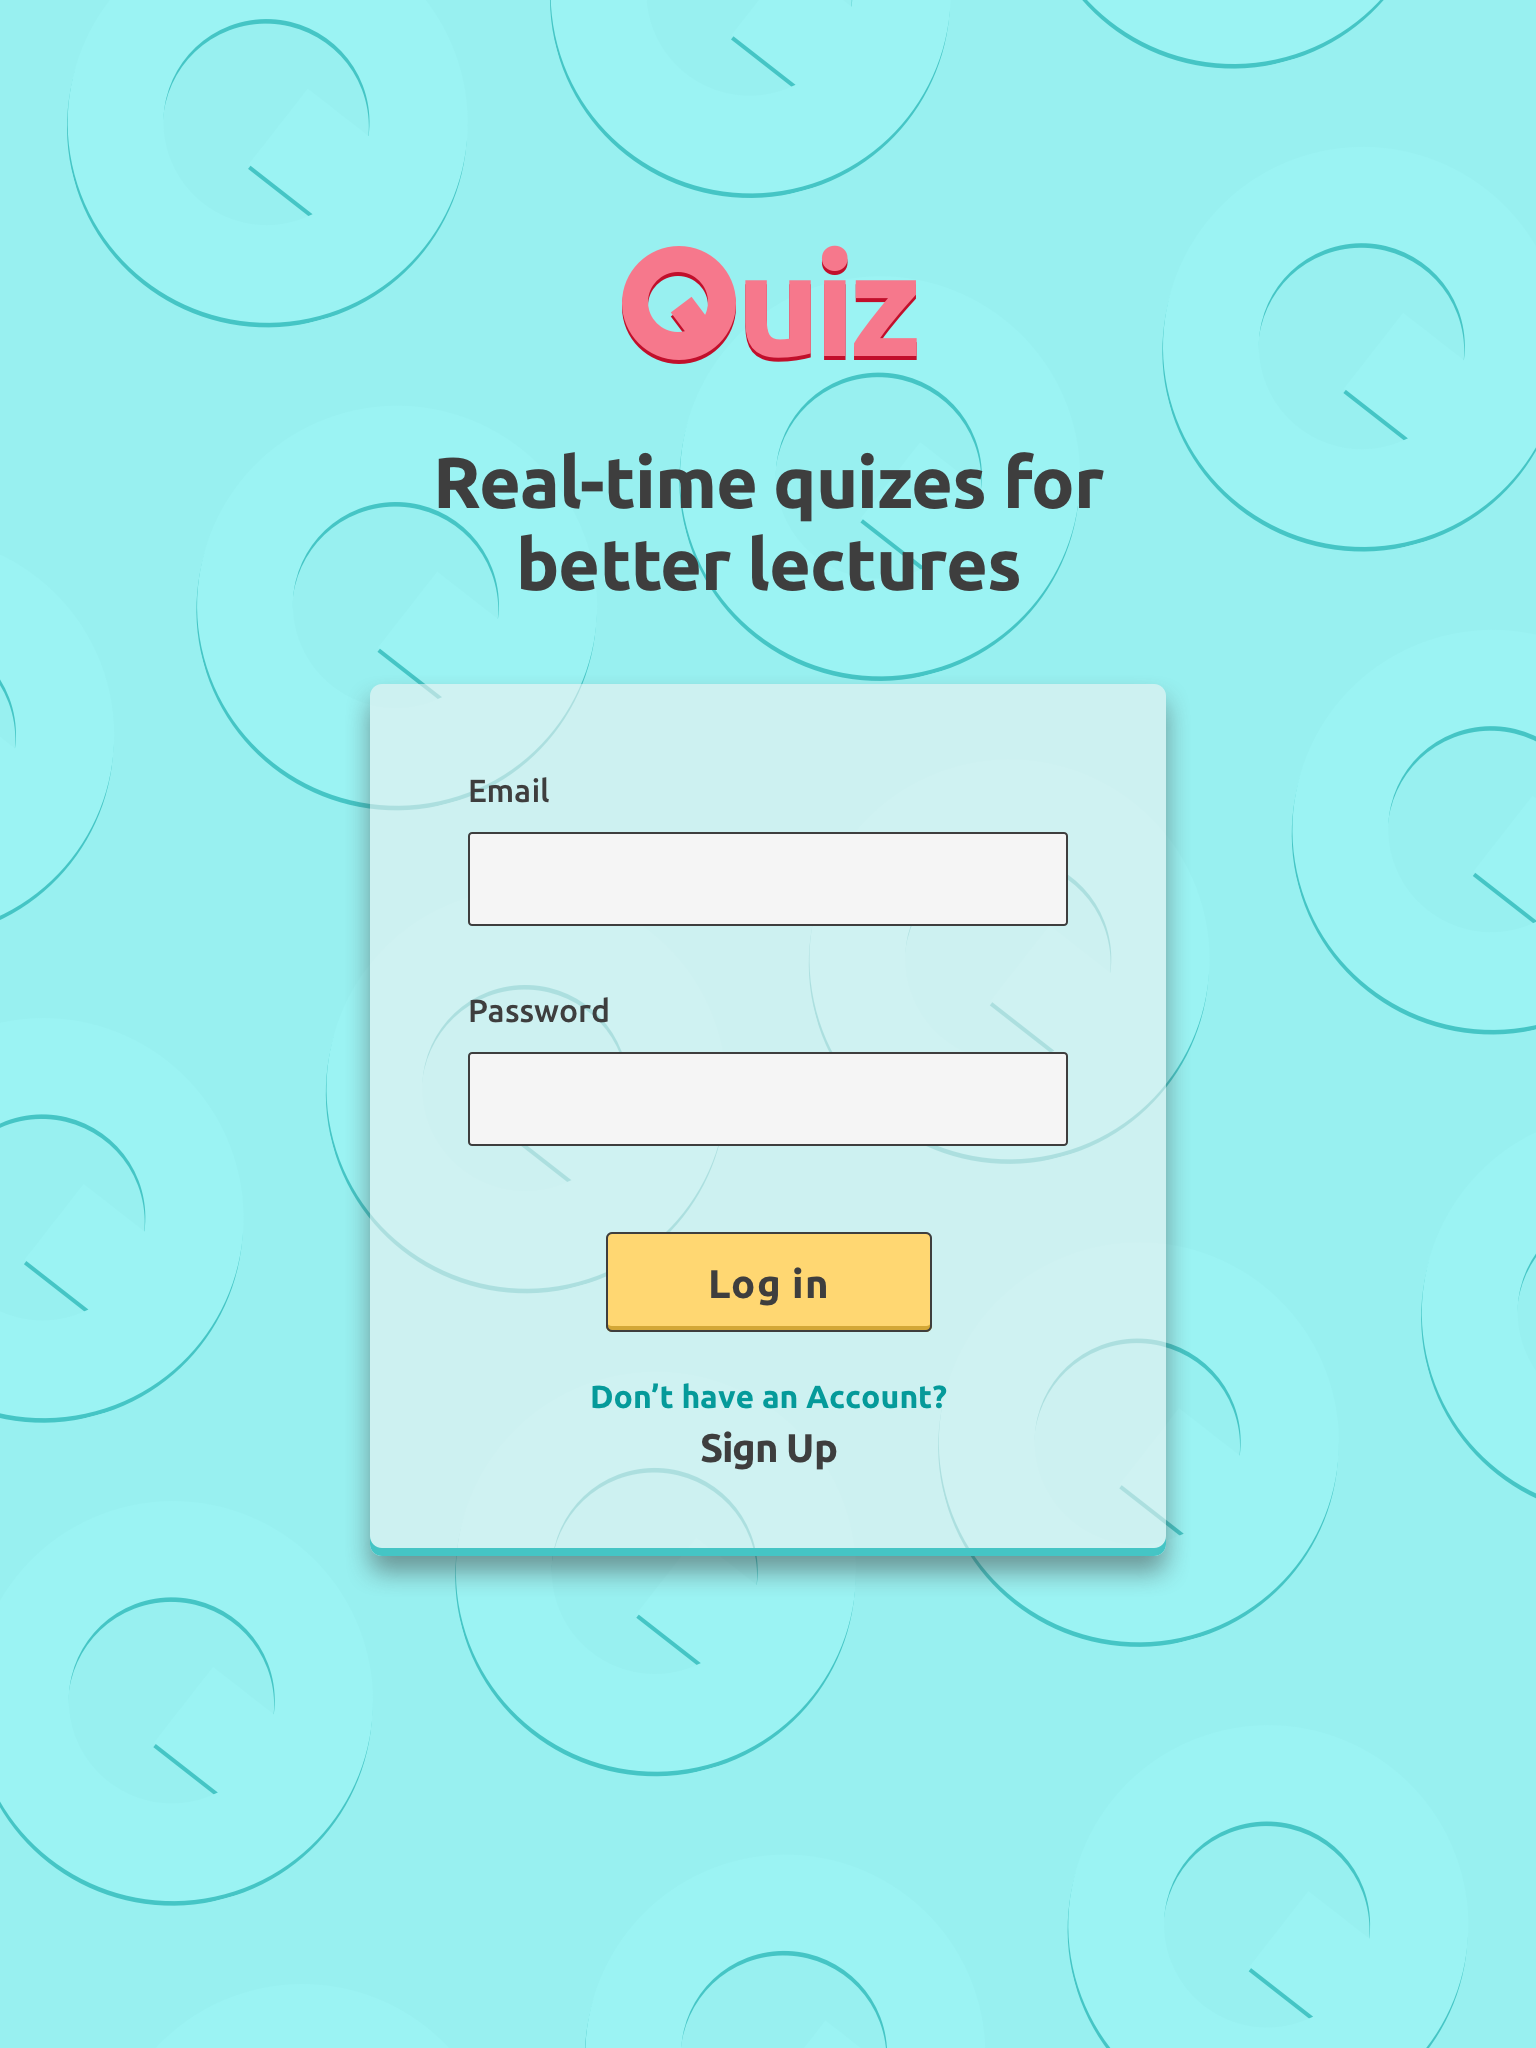 Quiz
Real-time quizes for
better lectures
Email
Password
Log in
Don’t have an Account?
Sign Up